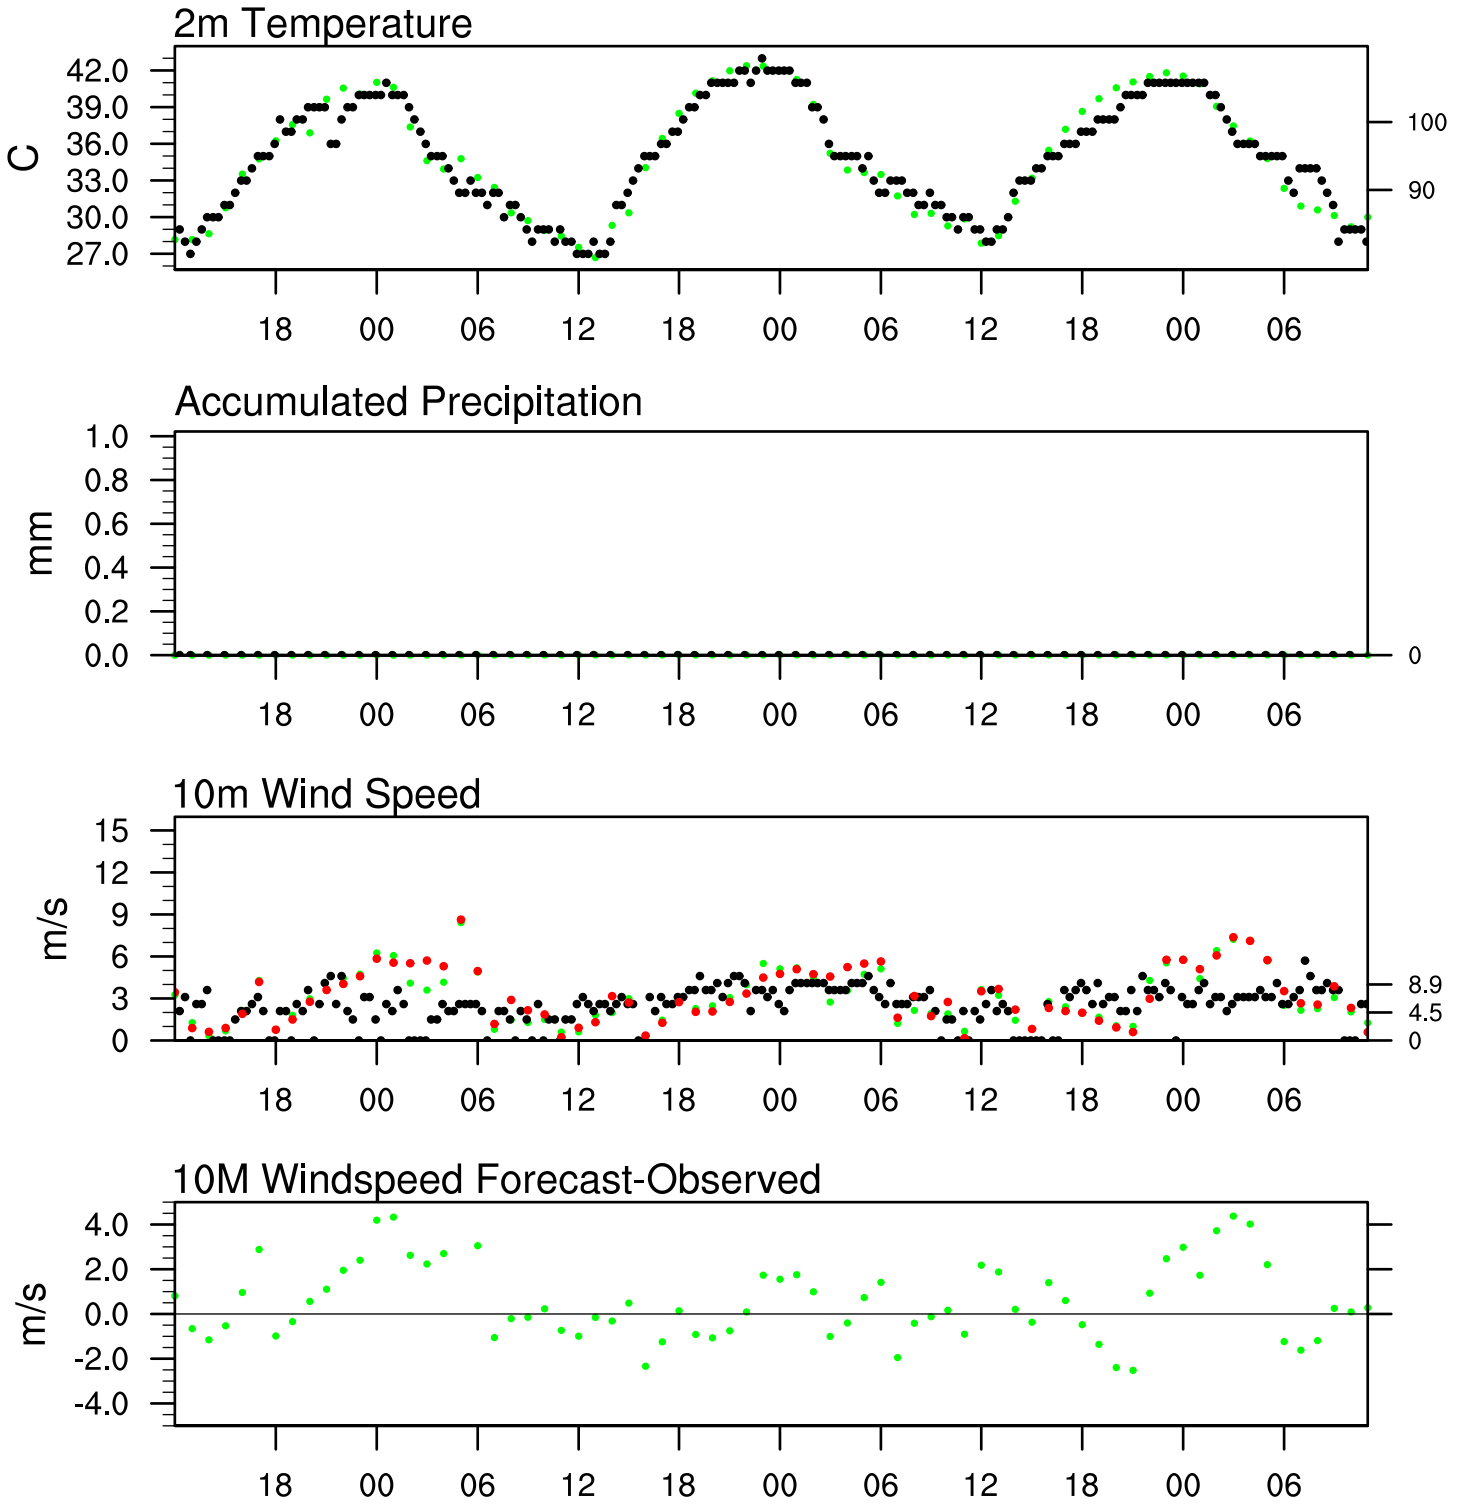 2m Temperature
42.0
39.0
36.0
33.0
30.0
27.0
C
100
90
18 00 06 12 18 00 06 12 18 00 06
Accumulated Precipitation
1.0
0.8
0.6
0.4
0.2
0.0
mm
0
18 00 06 12 18 00 06 12 18 00 06
10m Wind Speed
15
12
9
6
3
0
m/s
8.9
4.5
0
18 00 06 12 18 00 06 12 18 00 06
10M Windspeed Forecast-Observed
4.0
2.0
0.0
-2.0
-4.0
m/s
18 00 06 12 18 00 06 12 18 00 06